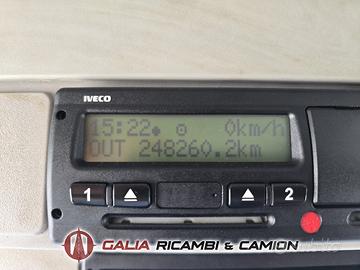 IVECO
15:22 0km/h
OUT 248260.2km
1 2
GALIA RICAMBI & CAMION